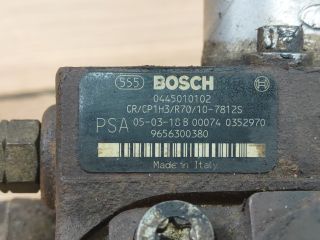 555 BOSCH
0445010102
CR/CP1H3/R70/10-7812S
PSA 05-03-18 B 00074 0352970
9656300380
Made in Italy